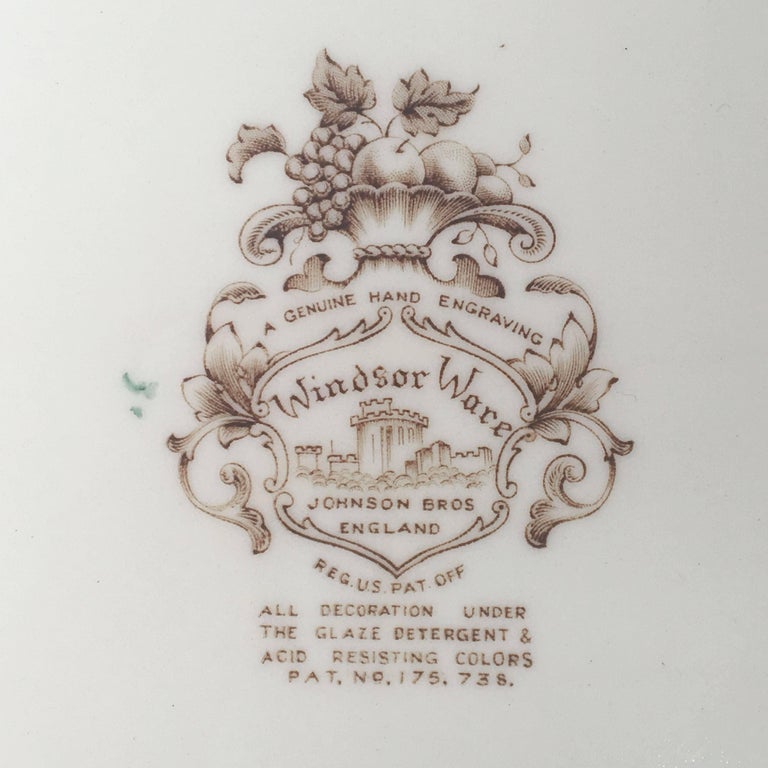 A GENUINE HAND ENGRAVING
Windsor Ware
JOHNSON BROS
ENGLAND
REG.U.S.PAT.OFF
ALL DECORATION UNDER
THE GLAZE DETERGENT &
ACID RESISTING COLORS
PAT. NO. 175, 738.